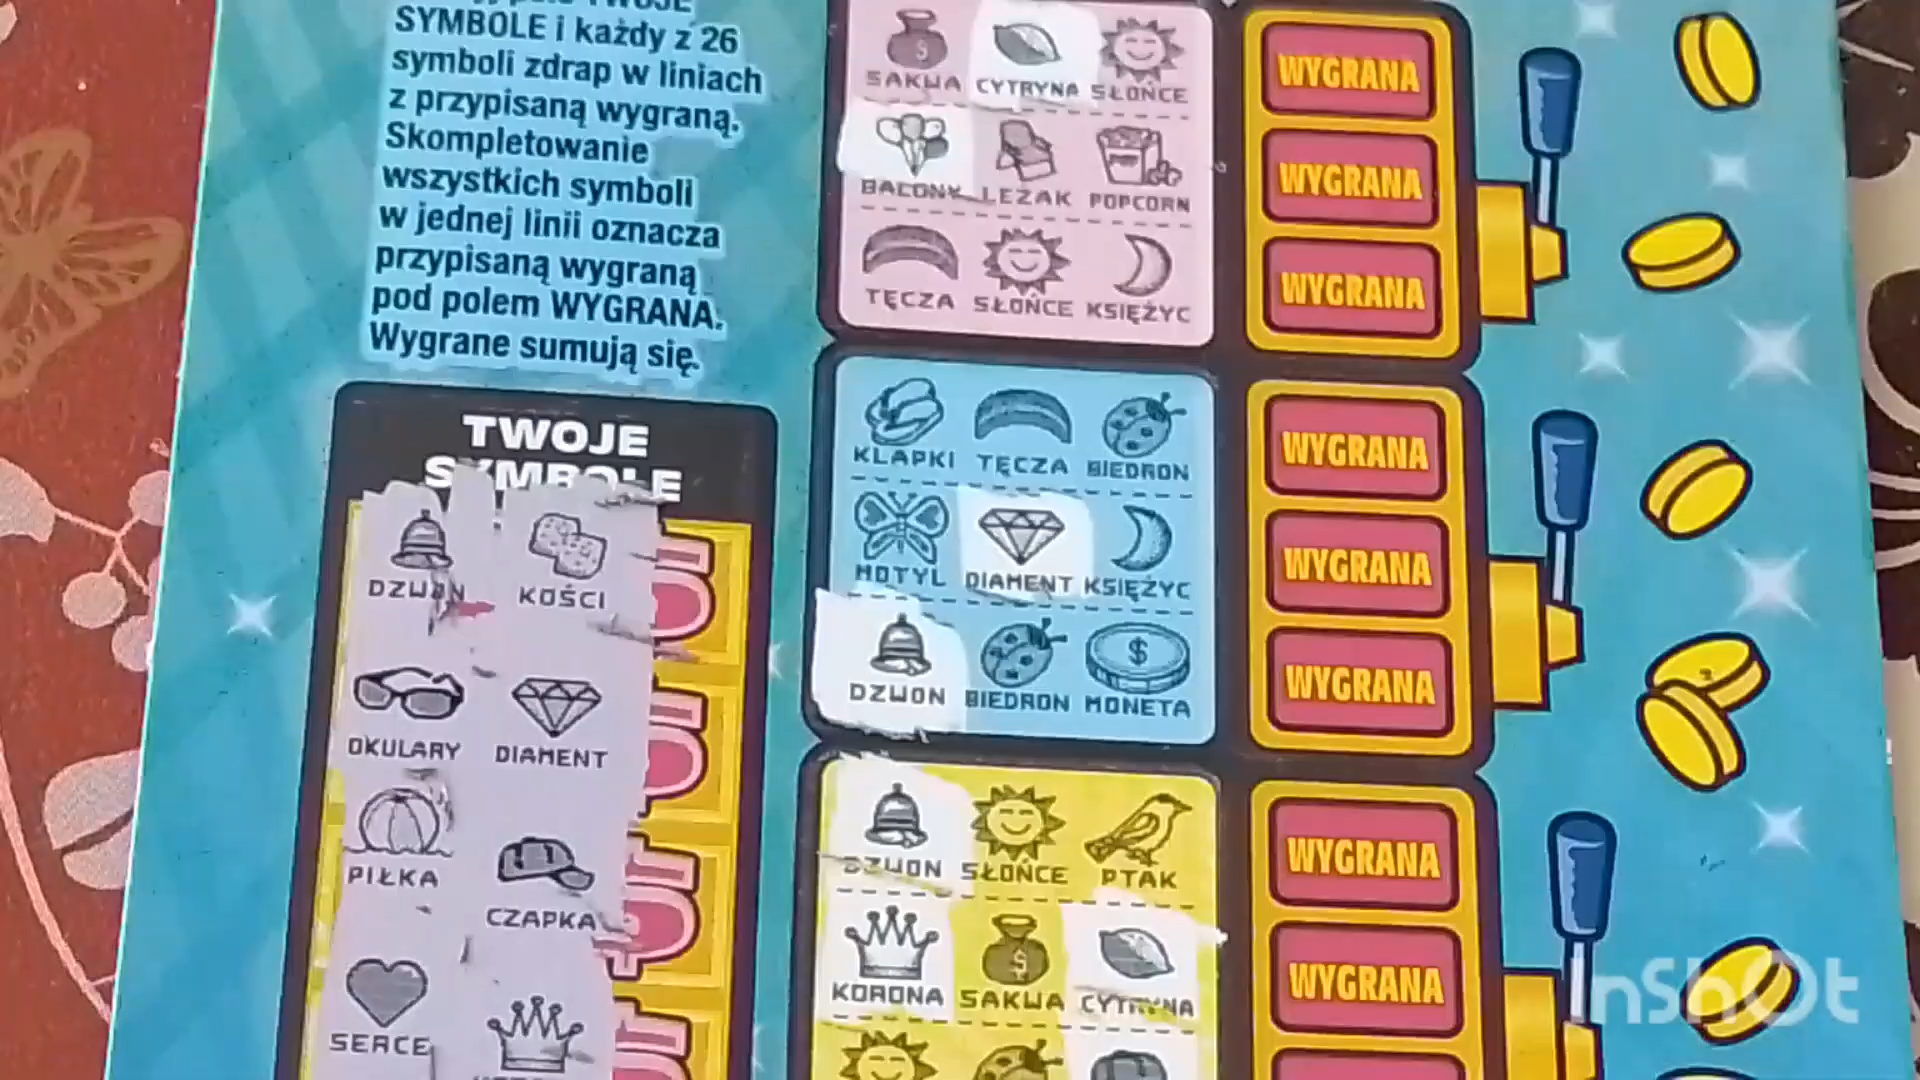 TWOJE
SYMBOLE i każdy z 26
symboli zdrap w liniach
z przypisaną wygraną.
Skompletowanie
wszystkich symboli
w jednej linii oznacza
przypisaną wygraną
pod polem WYGRANA.
Wygrane sumują się.
TWOJE
SYMBOLE
DZWON KOŚCI
OKULARY DIAMENT
PIŁKA
CZAPKA
SERCE
SAKWA CYTRYNA SŁOŃCE
BALONY LEŻAK POPCORN
TĘCZA SŁOŃCE KSIĘŻYC
WYGRANA
WYGRANA
WYGRANA
KLAPKI TĘCZA BIEDRON
MOTYL DIAMENT KSIĘŻYC
DZWON BIEDRON MONETA
WYGRANA
WYGRANA
WYGRANA
DZWON SŁOŃCE PTAK
KORONA SAKWA CYTRYNA
WYGRANA
WYGRANA
InShOt